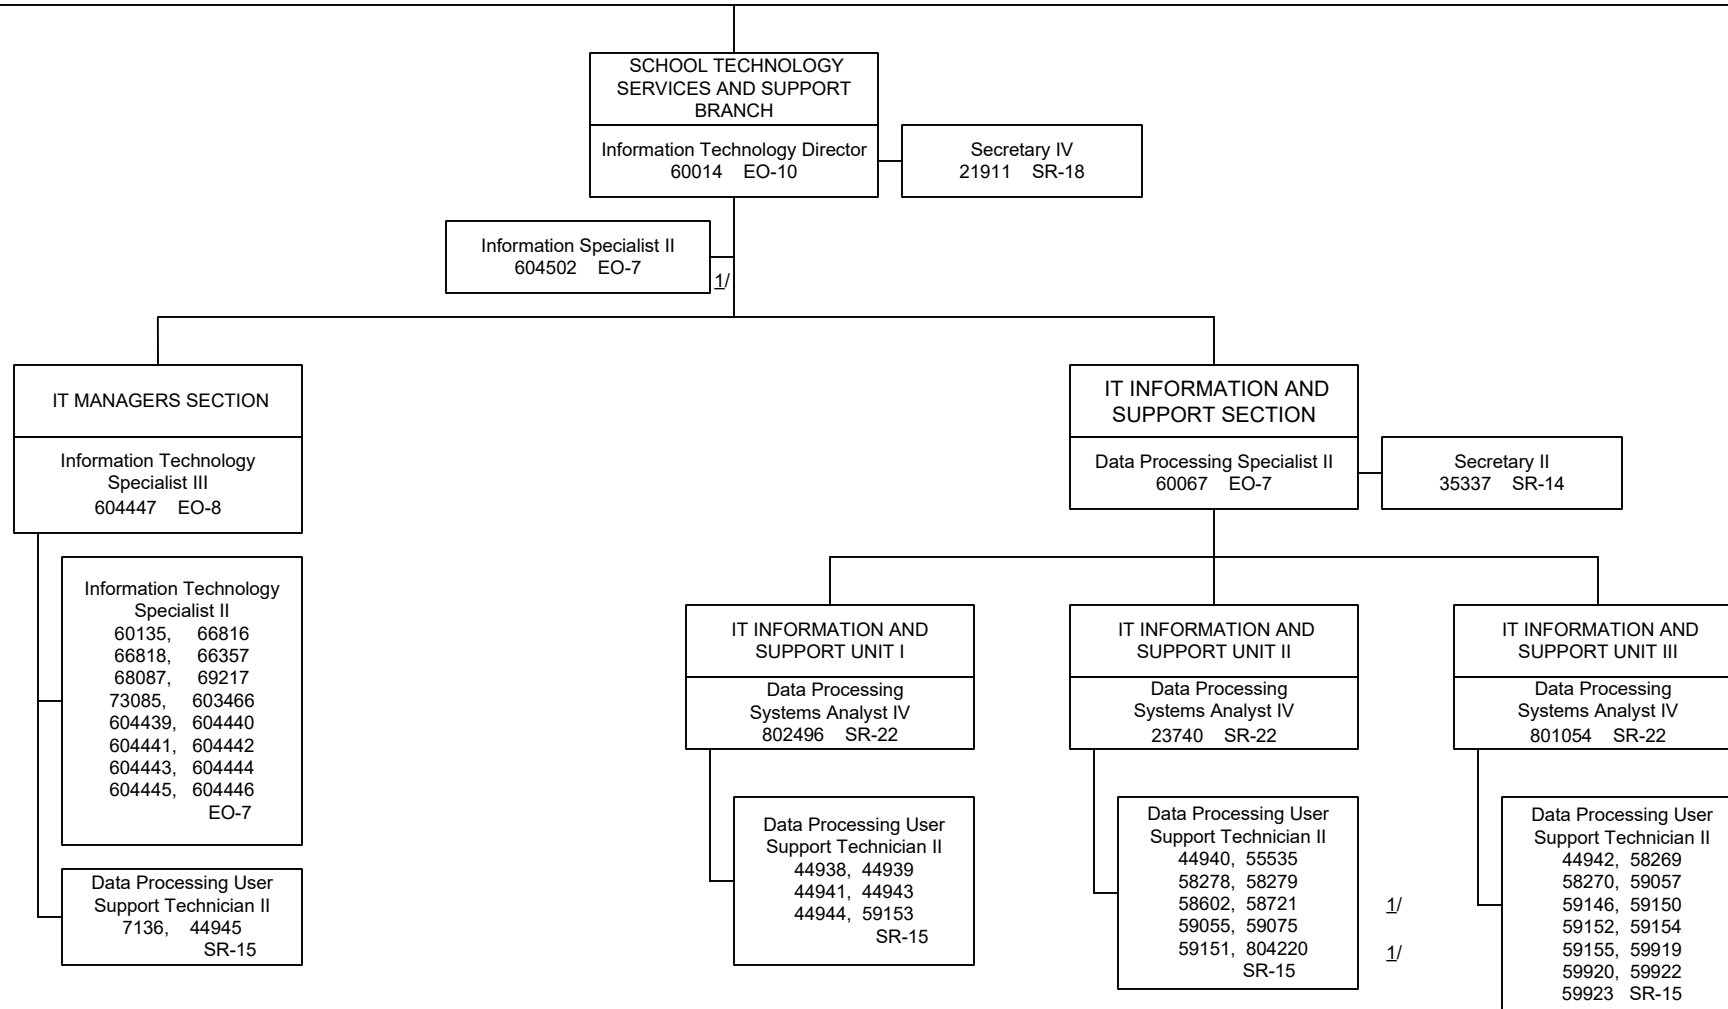 SCHOOL TECHNOLOGY
SERVICES AND SUPPORT
BRANCH
Information Technology Director
60014 EO-10
Secretary IV
21911 SR-18
Information Specialist II
604502 EO-7
1/
IT MANAGERS SECTION
Information Technology
Specialist III
604447 EO-8
Information Technology
Specialist II
60135, 66816
66818, 66357
68087, 69217
73085, 603466
604439, 604440
604441, 604442
604443, 604444
604445, 604446
EO-7
Data Processing User
Support Technician II
7136, 44945
SR-15
IT INFORMATION AND
SUPPORT SECTION
Data Processing Specialist II
60067 EO-7
Secretary II
35337 SR-14
IT INFORMATION AND
SUPPORT UNIT I
Data Processing
Systems Analyst IV
802496 SR-22
Data Processing User
Support Technician II
44938, 44939
44941, 44943
44944, 59153
SR-15
IT INFORMATION AND
SUPPORT UNIT II
Data Processing
Systems Analyst IV
23740 SR-22
Data Processing User
Support Technician II
44940, 55535
58278, 58279
58602, 58721
59055, 59075
59151, 804220
SR-15
1/
1/
IT INFORMATION AND
SUPPORT UNIT III
Data Processing
Systems Analyst IV
801054 SR-22
Data Processing User
Support Technician II
44942, 58269
58270, 59057
59146, 59150
59152, 59154
59155, 59919
59920, 59922
59923 SR-15